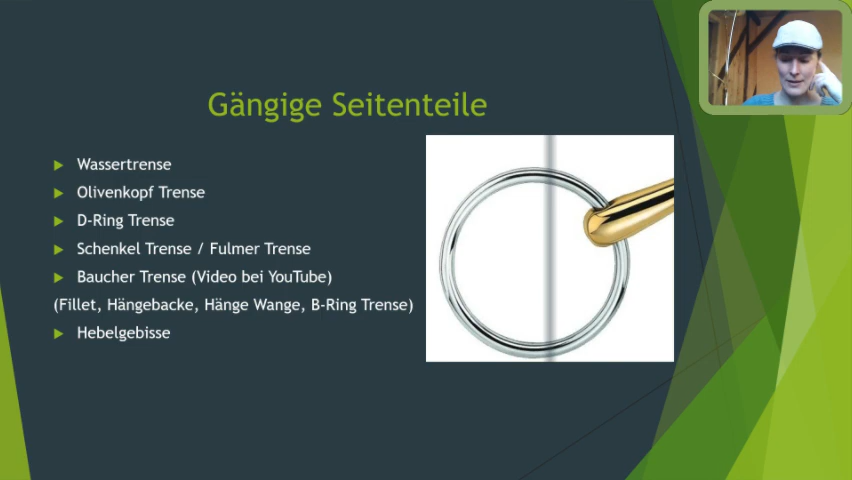 Gängige Seitenteile
Wassertrense
Olivenkopf Trense
D-Ring Trense
Schenkel Trense / Fulmer Trense
Baucher Trense (Video bei YouTube)
(Fillet, Hängebacke, Hänge Wange, B-Ring Trense)
Hebelgebisse